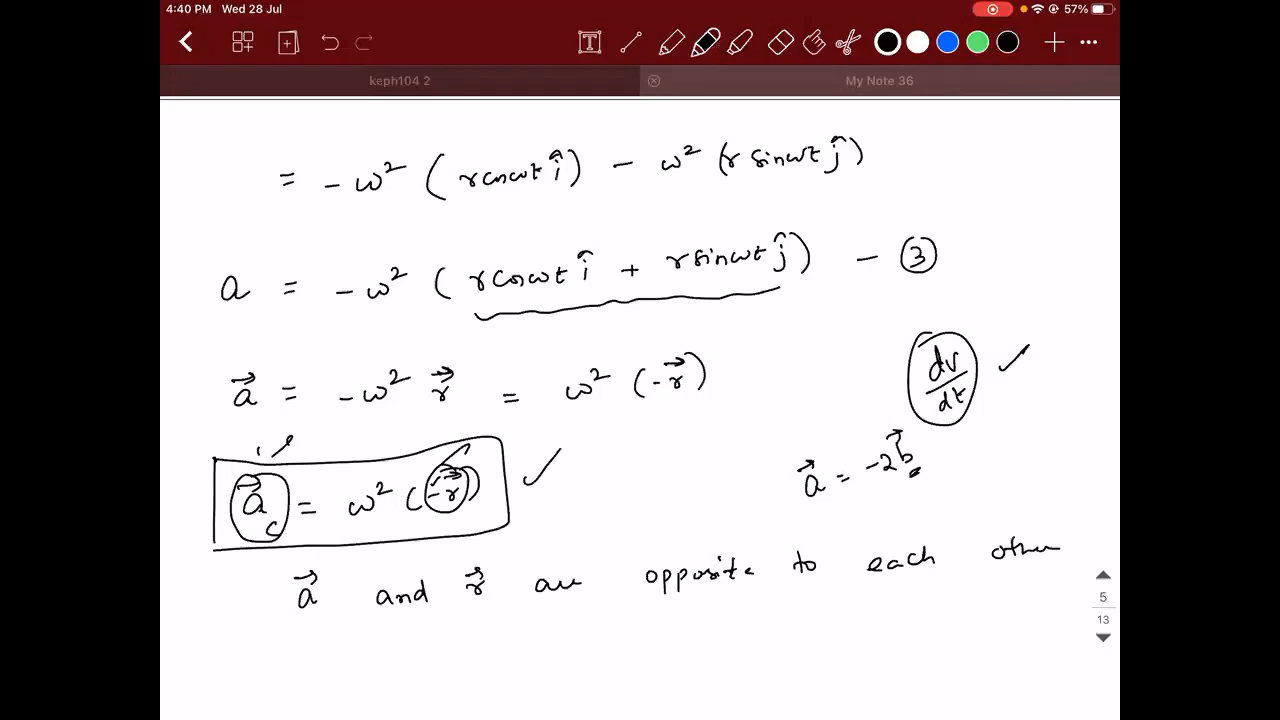 4:40 PM Wed 28 Jul 57%
keph104 2 My Note 36
= -ω² (r cosωt î) - ω² (r sinωt ĵ)
a = -ω² (r cosωt î + r sinωt ĵ) - ③
a⃗ = -ω² r⃗ = ω² (-r⃗)
dv/dt ✓
a⃗c = ω² (-r⃗) ✓
a⃗ = -2b⃗
a⃗ and r⃗ are opposite to each other
5
13